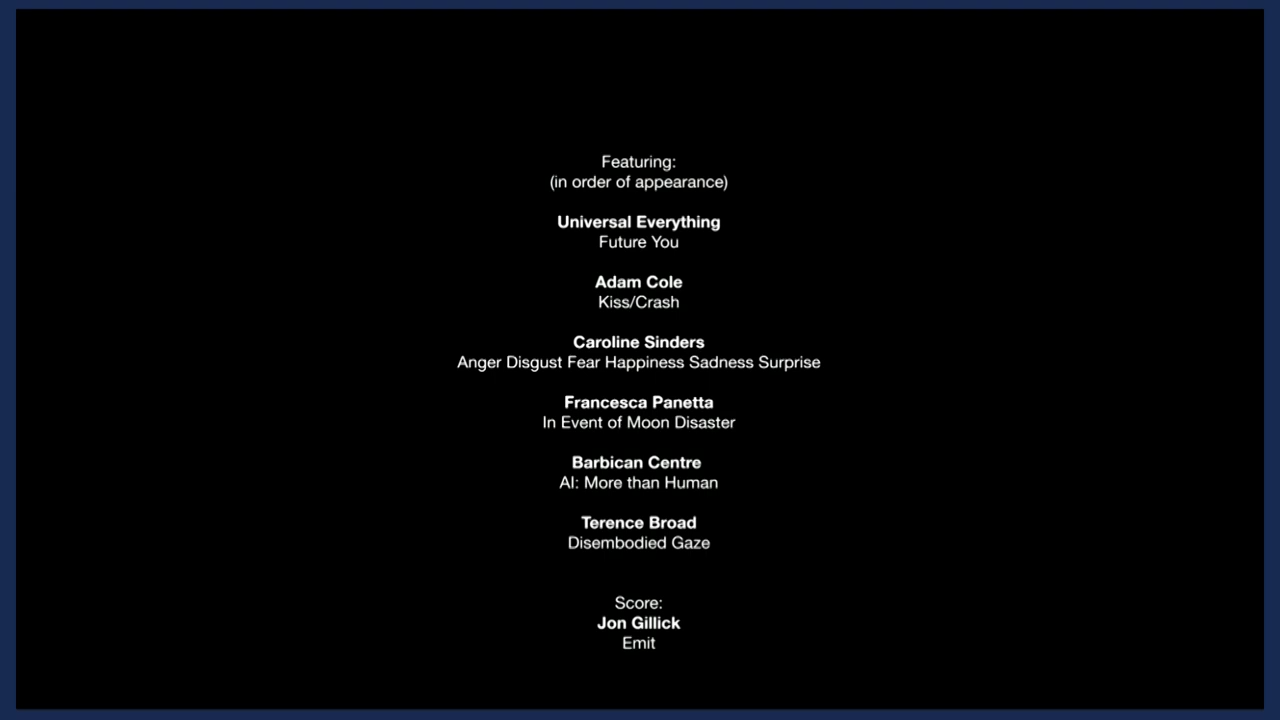 Featuring:
(in order of appearance)
Universal Everything
Future You
Adam Cole
Kiss/Crash
Caroline Sinders
Anger Disgust Fear Happiness Sadness Surprise
Francesca Panetta
In Event of Moon Disaster
Barbican Centre
AI: More than Human
Terence Broad
Disembodied Gaze
Score:
Jon Gillick
Emit